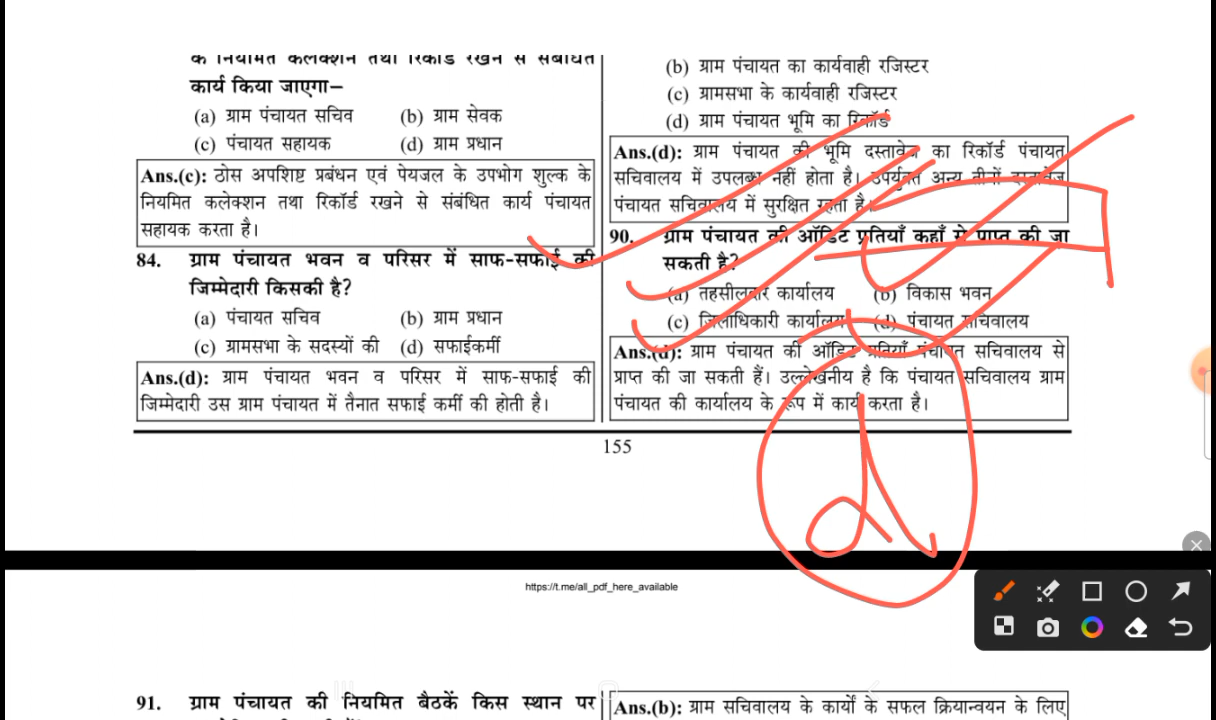 के नियमित कलेक्शन तथा रिकॉर्ड रखने से संबंधित
कार्य किया जाएगा–
(a) ग्राम पंचायत सचिव (b) ग्राम सेवक
(c) पंचायत सहायक (d) ग्राम प्रधान
Ans.(c): ठोस अपशिष्ट प्रबंधन एवं पेयजल के उपभोग शुल्क के
नियमित कलेक्शन तथा रिकॉर्ड रखने से संबंधित कार्य पंचायत
सहायक करता है।
84. ग्राम पंचायत भवन व परिसर में साफ-सफाई की
जिम्मेदारी किसकी है?
(a) पंचायत सचिव (b) ग्राम प्रधान
(c) ग्रामसभा के सदस्यों की (d) सफाईकर्मी
Ans.(d): ग्राम पंचायत भवन व परिसर में साफ-सफाई की
जिम्मेदारी उस ग्राम पंचायत में तैनात सफाई कर्मी की होती है।
(b) ग्राम पंचायत का कार्यवाही रजिस्टर
(c) ग्रामसभा के कार्यवाही रजिस्टर
(d) ग्राम पंचायत भूमि का रिकॉर्ड
Ans.(d): ग्राम पंचायत की भूमि दस्तावेज का रिकॉर्ड पंचायत
सचिवालय में उपलब्ध नहीं होता है। उपर्युक्त अन्य तीनों दस्तावेज
पंचायत सचिवालय में सुरक्षित रहता है।
90. ग्राम पंचायत की ऑडिट प्रतियाँ कहाँ से प्राप्त की जा
सकती है?
(a) तहसीलदार कार्यालय (b) विकास भवन
(c) जिलाधिकारी कार्यालय (d) पंचायत सचिवालय
Ans.(d): ग्राम पंचायत की ऑडिट प्रतियाँ पंचायत सचिवालय से
प्राप्त की जा सकती हैं। उल्लेखनीय है कि पंचायत सचिवालय ग्राम
पंचायत की कार्यालय के रूप में कार्य करता है।
d
155
https://t.me/all_pdf_here_available
91. ग्राम पंचायत की नियमित बैठकें किस स्थान पर
Ans.(b): ग्राम सचिवालय के कार्यों के सफल क्रियान्वयन के लिए